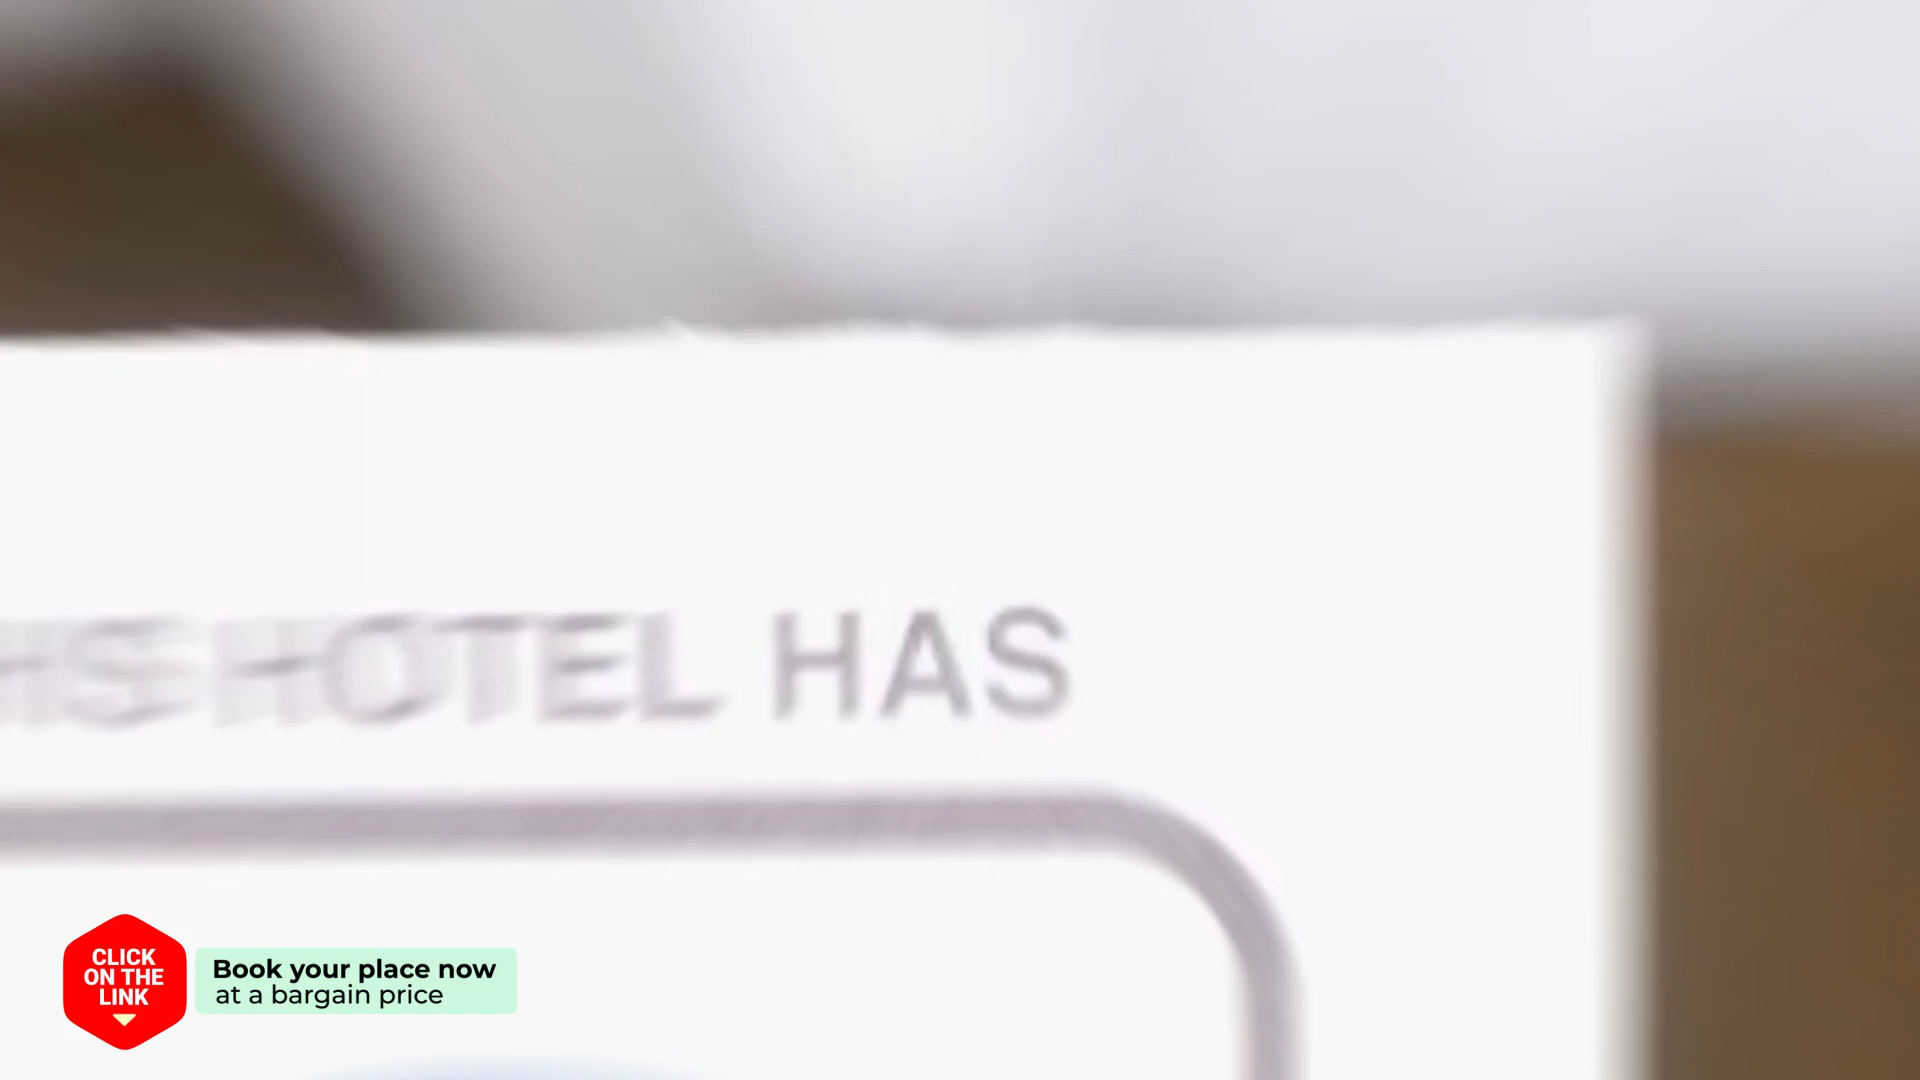 HOTEL HAS
CLICK
ON THE
LINK
Book your place now
at a bargain price